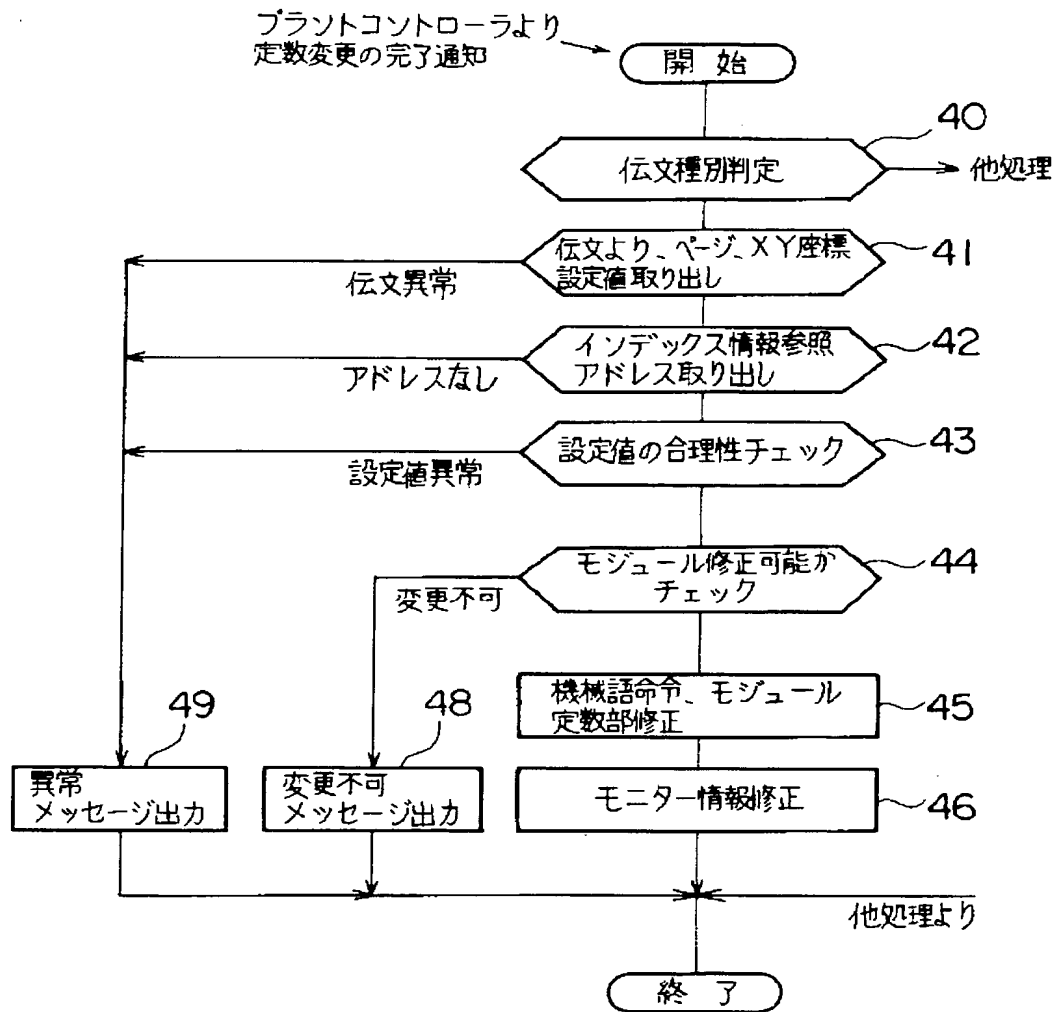 プラントコントローラより
定数変更の完了通知
開始
40
伝文種別判定
他処理
伝文より、ページ、XY座標
設定値取り出し
41
伝文異常
インデックス情報参照
アドレス取り出し
42
アドレスなし
設定値の合理性チェック
43
設定値異常
モジュール修正可能か
チェック
44
変更不可
機械語命令、モジュール
定数部修正
45
49
異常
メッセージ出力
48
変更不可
メッセージ出力
モニター情報修正
46
他処理より
終了